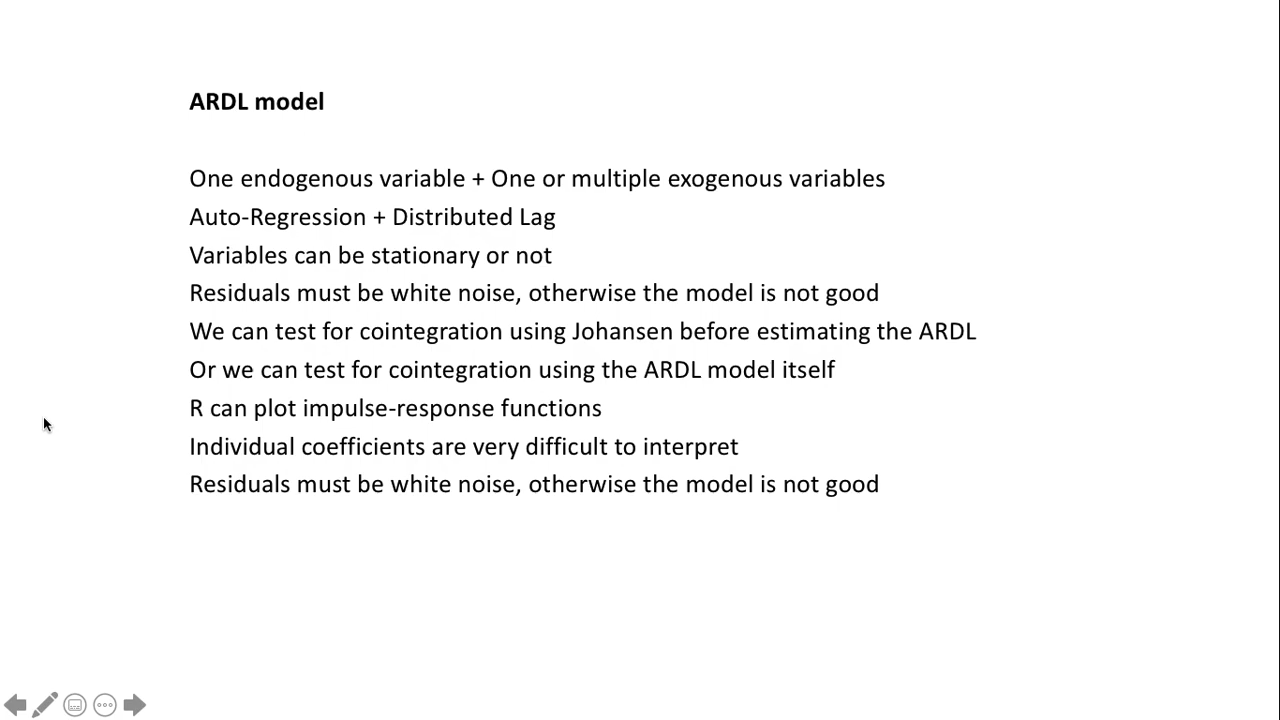 ARDL model
One endogenous variable + One or multiple exogenous variables
Auto-Regression + Distributed Lag
Variables can be stationary or not
Residuals must be white noise, otherwise the model is not good
We can test for cointegration using Johansen before estimating the ARDL
Or we can test for cointegration using the ARDL model itself
R can plot impulse-response functions
Individual coefficients are very difficult to interpret
Residuals must be white noise, otherwise the model is not good